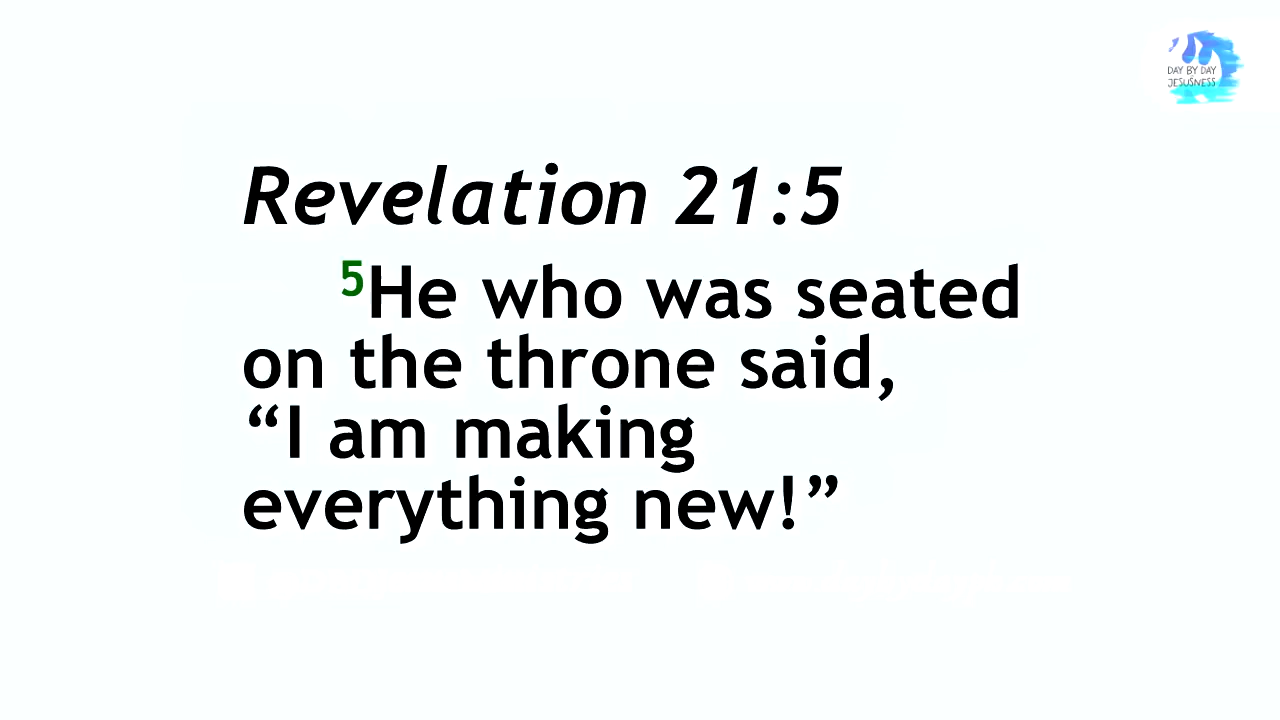 DAY BY DAY
JESUSNESS
Revelation 21:5
5He who was seated
on the throne said,
“I am making
everything new!”